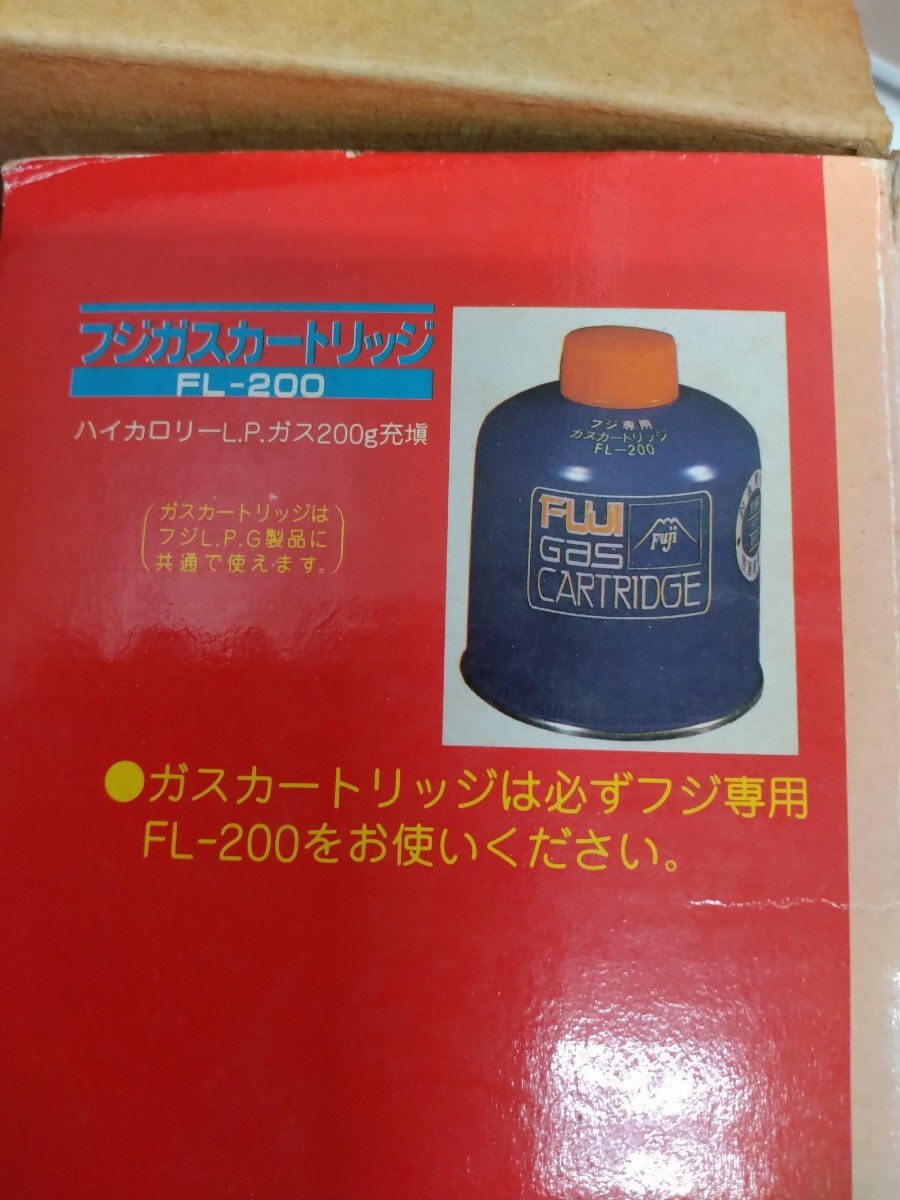 フジガスカートリッジ
FL-200
ハイカロリーL.P.ガス200g充塡
(ガスカートリッジは
フジL.P.G製品に
共通で使えます。)
フジ専用
ガスカートリッジ
FL-200
FUJI
Gas
CARTRIDGE
Fuji
●ガスカートリッジは必ずフジ専用
FL-200をお使いください。